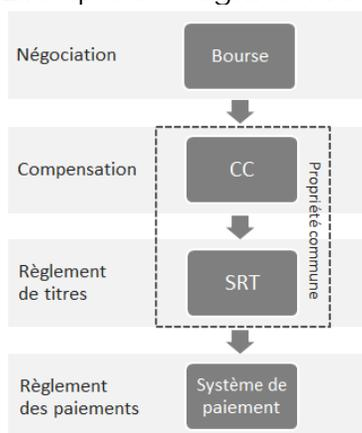 Négociation
Bourse
Compensation
CC
Propriété commune
Règlement
de titres
SRT
Règlement
des paiements
Système de
paiement